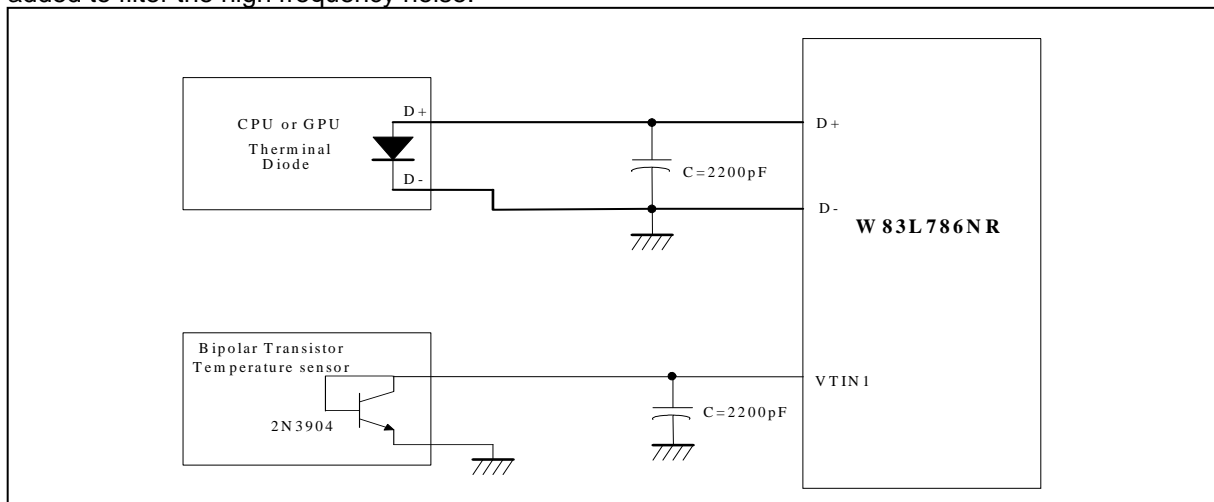 added to filter the high frequency noise.
CPU or GPU
Therminal
Diode
D+
D-
C=2200pF
D+
D-
W83L786NR
Bipolar Transistor
Temperature sensor
2N3904
C=2200pF
VTIN1